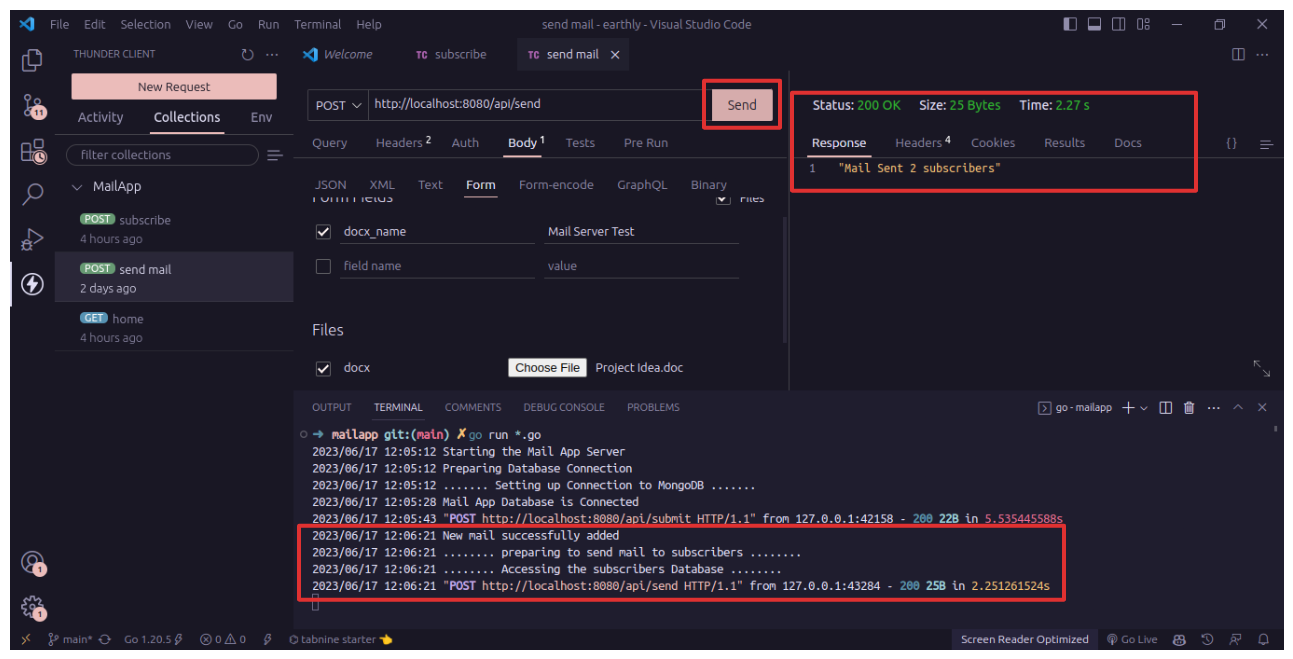 File Edit Selection View Go Run Terminal Help send mail - earthly - Visual Studio Code
THUNDER CLIENT
Welcome TC subscribe TC send mail
New Request
Activity Collections Env
filter collections
MailApp
POST subscribe
4 hours ago
POST send mail
2 days ago
GET home
4 hours ago
11
POST http://localhost:8080/api/send Send
Query Headers 2 Auth Body 1 Tests Pre Run
JSON XML Text Form Form-encode GraphQL Binary
Form Fields Files
docx_name Mail Server Test
field name value
Files
docx Choose File Project Idea.doc
Status: 200 OK Size: 25 Bytes Time: 2.27 s
Response Headers 4 Cookies Results Docs {}
1 "Mail Sent 2 subscribers"
OUTPUT TERMINAL COMMENTS DEBUG CONSOLE PROBLEMS go - mailapp
➜ mailapp git:(main) ✗ go run *.go
2023/06/17 12:05:12 Starting the Mail App Server
2023/06/17 12:05:12 Preparing Database Connection
2023/06/17 12:05:12 ....... Setting up Connection to MongoDB .......
2023/06/17 12:05:28 Mail App Database is Connected
2023/06/17 12:05:43 "POST http://localhost:8080/api/submit HTTP/1.1" from 127.0.0.1:42158 - 200 22B in 5.535445588s
2023/06/17 12:06:21 New mail successfully added
2023/06/17 12:06:21 ........ preparing to send mail to subscribers ........
2023/06/17 12:06:21 ........ Accessing the subscribers Database ........
2023/06/17 12:06:21 "POST http://localhost:8080/api/send HTTP/1.1" from 127.0.0.1:43284 - 200 25B in 2.251261524s
1
1
main* Go 1.20.5 0 0 tabnine starter Screen Reader Optimized Go Live